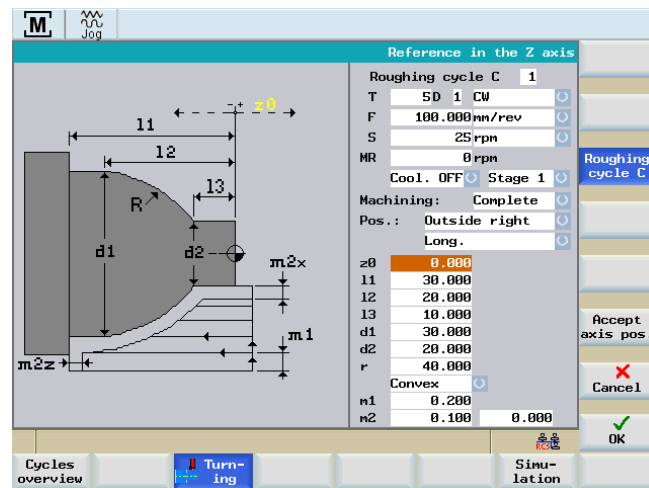 M
Jog
Reference in the Z axis
Roughing cycle C 1
T 5 D 1 CW
F 100.000 mm/rev
S 25 rpm
MR 0 rpm
Cool. OFF Stage 1
Machining: Complete
Pos.: Outside right
Long.
z0 0.000
l1 30.000
l2 20.000
l3 10.000
d1 30.000
d2 20.000
r 40.000
Convex
m1 0.200
m2 0.100 0.000
-+ z0
l1
l2
l3
R
d1
d2
m2x
m1
m2z
Roughing
cycle C
Accept
axis pos
Cancel
OK
RCS
Cycles
overview
Turn-
ing
Simu-
lation